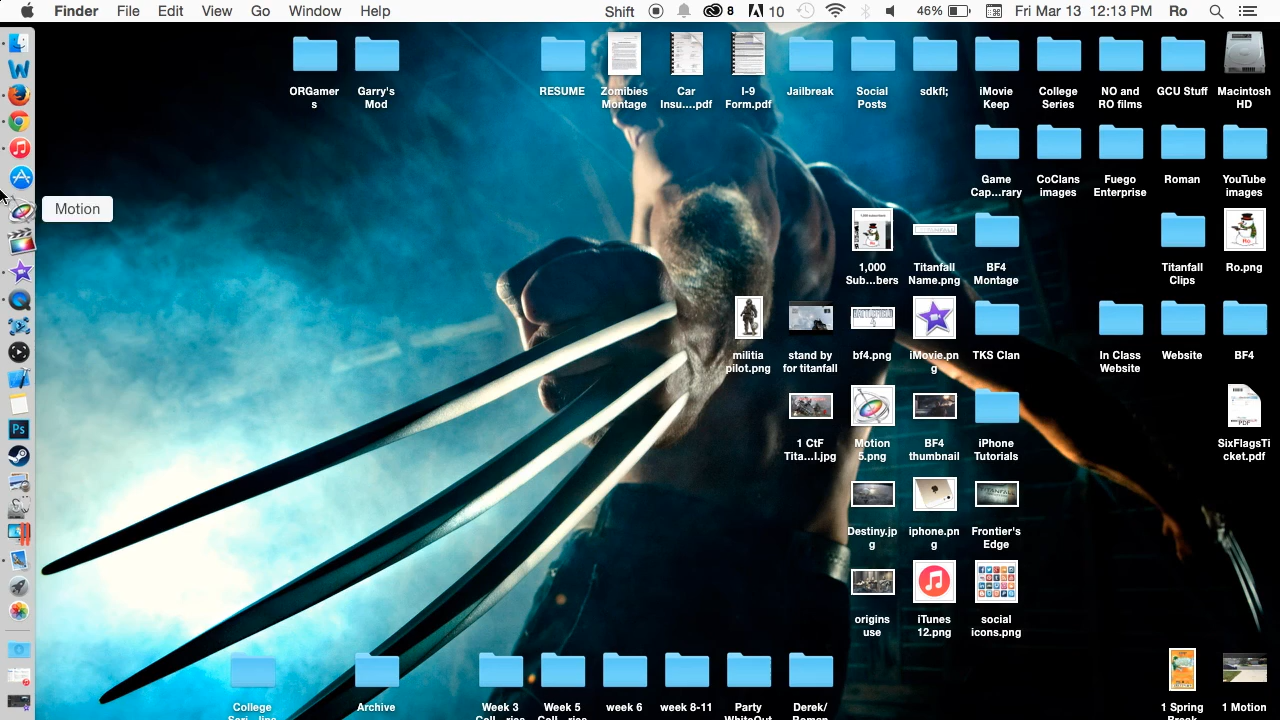 Finder File Edit View Go Window Help Shift 8 10 46% Fri Mar 13 12:13 PM Ro
ORGamer
s
Garry's
Mod
RESUME
Zomibies
Montage
Car
Insu....pdf
I-9
Form.pdf
Jailbreak
Social
Posts
sdkfl;
iMovie
Keep
College
Series
NO and
RO films
GCU Stuff
Macintosh
HD
Game
Cap...rary
CoClans
images
Fuego
Enterprise
Roman
YouTube
images
Motion
1,000
Sub...bers
Titanfall
Name.png
BF4
Montage
Titanfall
Clips
Ro.png
militia
pilot.png
stand by
for titanfall
bf4.png
iMovie.pn
g
TKS Clan
In Class
Website
Website
BF4
1 CtF
Tita...l.jpg
Motion
5.png
BF4
thumbnail
iPhone
Tutorials
SixFlagsTi
cket.pdf
Destiny.jp
g
iphone.pn
g
Frontier's
Edge
origins
use
iTunes
12.png
social
icons.png
College
Archive
Week 3
Week 5
week 6
week 8-11
Party
WhiteOut
Derek/
Roman
1 Spring
Break
1 Motion